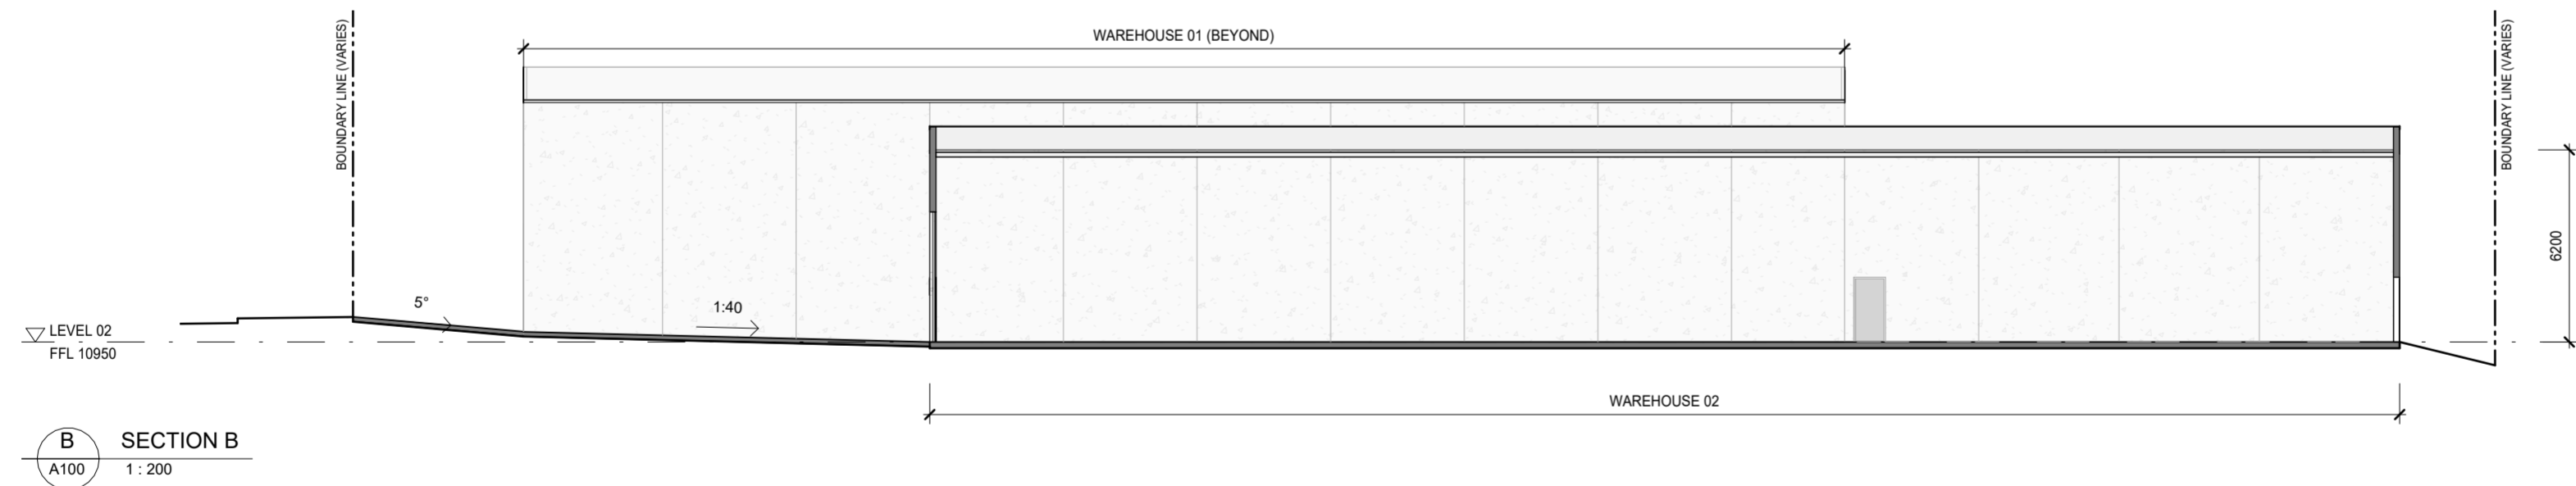 BOUNDARY LINE (VARIES)
WAREHOUSE 01 (BEYOND)
BOUNDARY LINE (VARIES)
6200
5°
1:40
LEVEL 02
FFL 10950
WAREHOUSE 02
B
SECTION B
A100
1 : 200